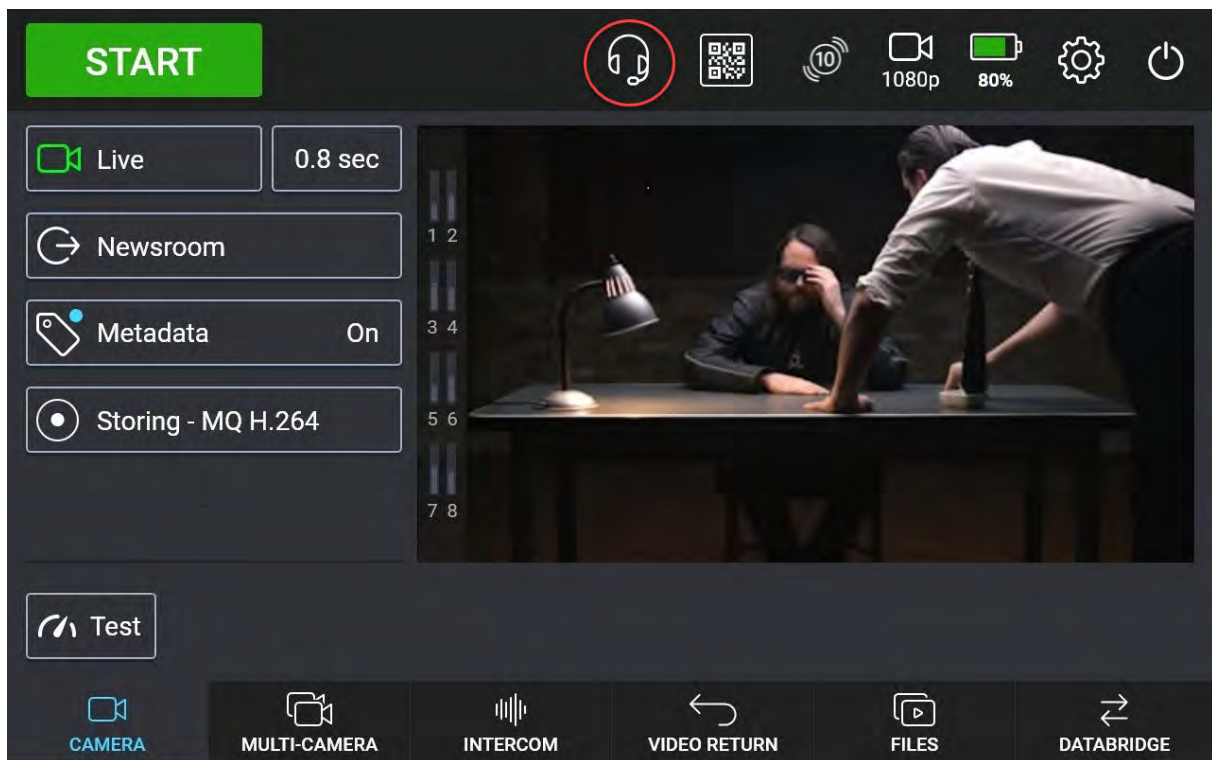 START
10
1080p
80%
Live
0.8 sec
Newsroom
Metadata
On
Storing - MQ H.264
1 2
3 4
5 6
7 8
Test
CAMERA
MULTI-CAMERA
INTERCOM
VIDEO RETURN
FILES
DATABRIDGE